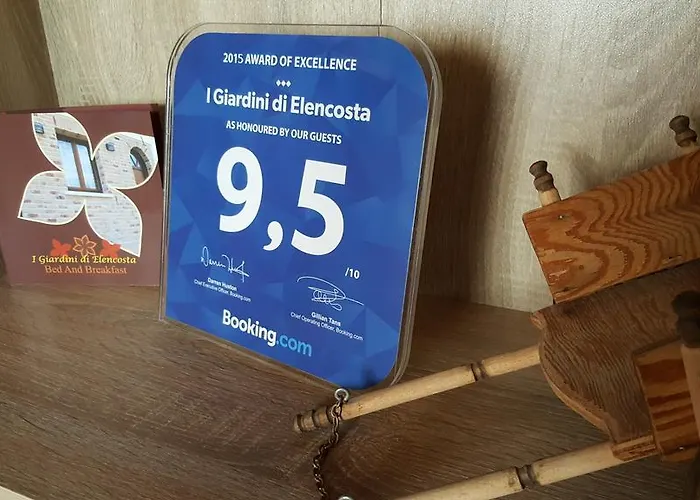 2015 AWARD OF EXCELLENCE
I Giardini di Elencosta
AS HONOURED BY OUR GUESTS
9,5
/10
Darren Huston
Chief Executive Officer, Booking.com
Gillian Tans
Chief Operating Officer, Booking.com
Booking.com
I Giardini di Elencosta
Bed And Breakfast